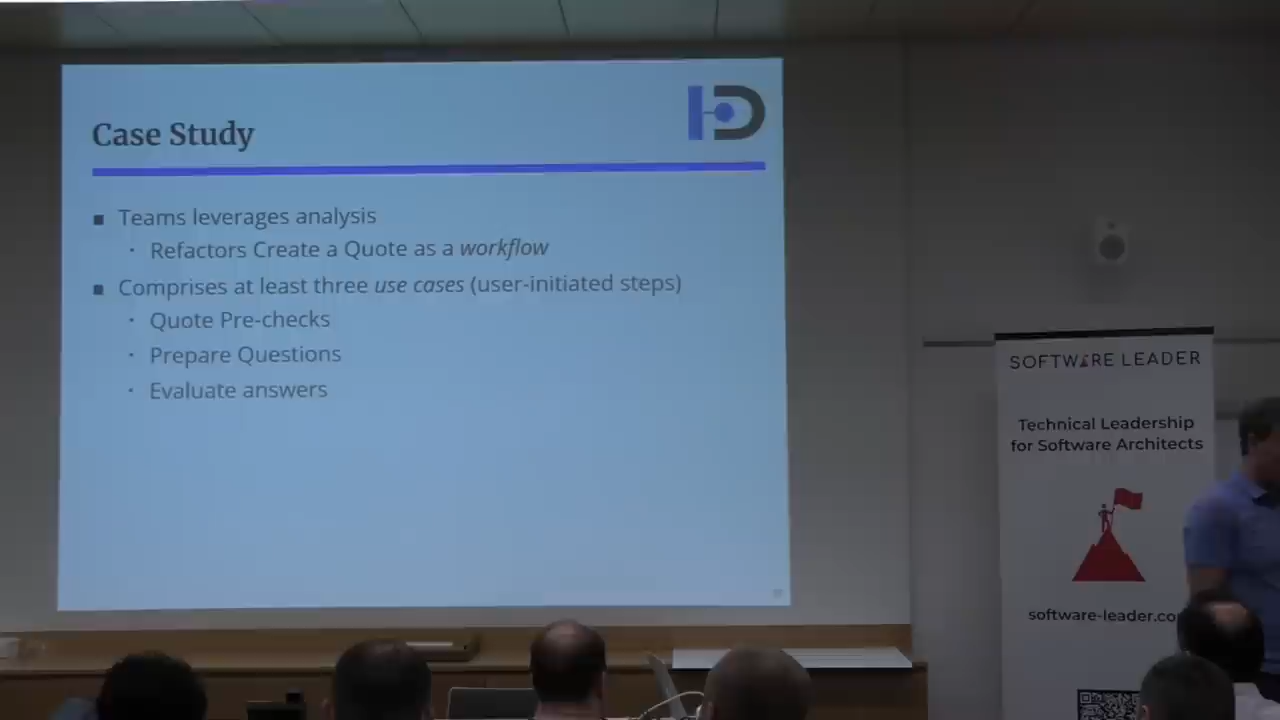 Case Study
Teams leverages analysis
Refactors Create a Quote as a workflow
Comprises at least three use cases (user-initiated steps)
Quote Pre-checks
Prepare Questions
Evaluate answers
SOFTWARE LEADER
Technical Leadership
for Software Architects
software-leader.co